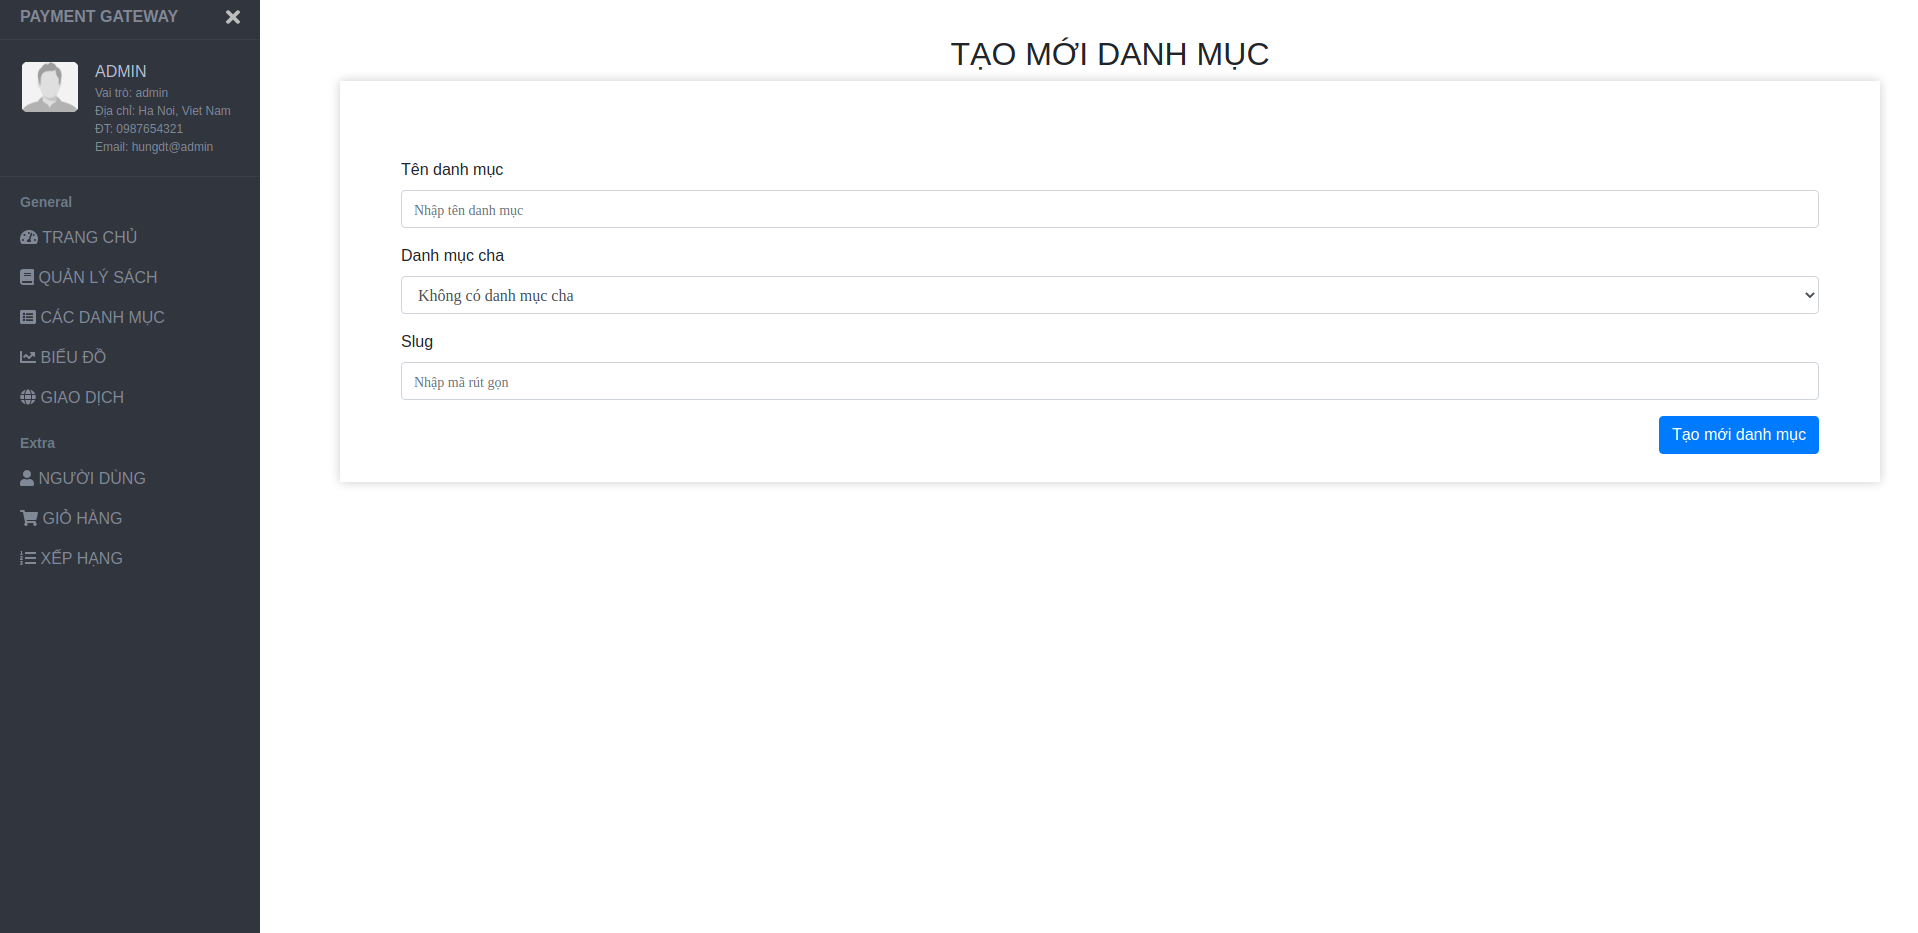 PAYMENT GATEWAY
ADMIN
Vai trò: admin
Địa chỉ: Ha Noi, Viet Nam
ĐT: 0987654321
Email: hungdt@admin
General
TRANG CHỦ
QUẢN LÝ SÁCH
CÁC DANH MỤC
BIỂU ĐỒ
GIAO DỊCH
Extra
NGƯỜI DÙNG
GIỎ HÀNG
XẾP HẠNG
TẠO MỚI DANH MỤC
Tên danh mục
Nhập tên danh mục
Danh mục cha
Không có danh mục cha
Slug
Nhập mã rút gọn
Tạo mới danh mục